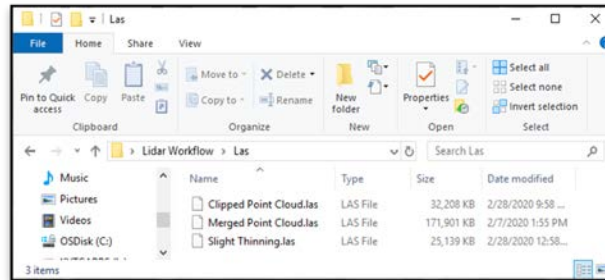 Las
File Home Share View
Pin to Quick access
Copy
Paste
Clipboard
Move to
Copy to
Delete
Rename
Organize
New folder
New
Properties
Open
Select all
Select none
Invert selection
Select
Lidar Workflow > Las
Search Las
Music
Pictures
Videos
OSDisk (C:)
Name Type Size Date modified
Clipped Point Cloud.las LAS File 32,208 KB 2/28/2020 9:58 ...
Merged Point Cloud.las LAS File 171,901 KB 2/7/2020 1:55 PM
Slight Thinning.las LAS File 25,139 KB 2/28/2020 12:58...
3 items